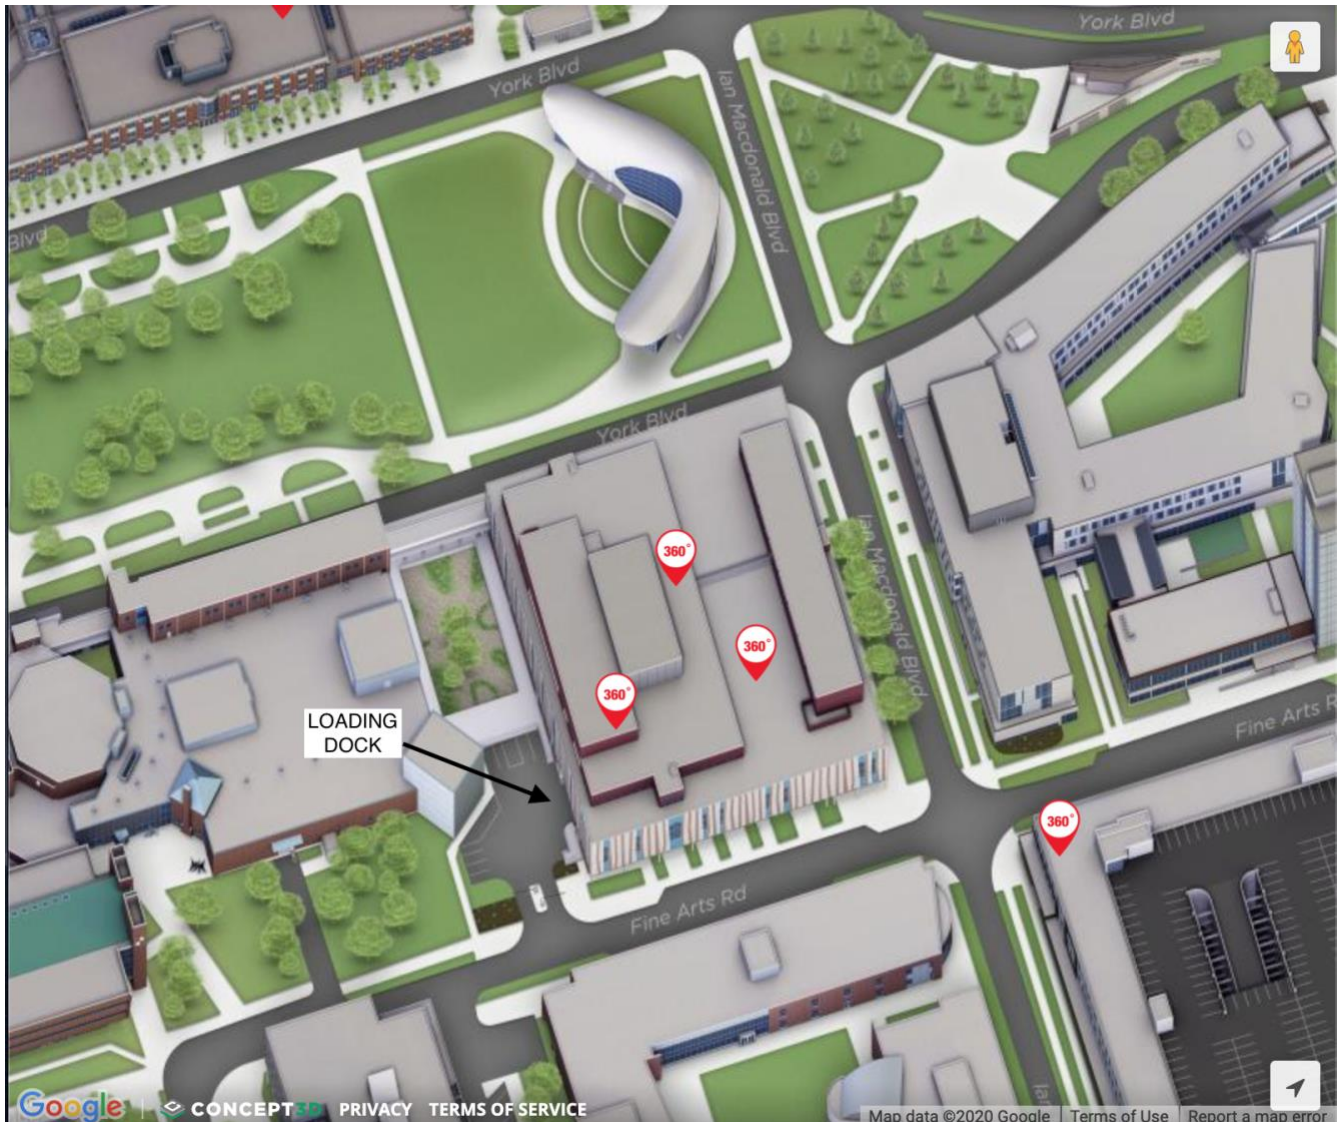 York Blvd
York Blvd
Ian Macdonald Blvd
Blvd
York Blvd
360°
Ian Macdonald Blvd
360°
360°
LOADING
DOCK
Fine Arts R
360°
Fine Arts Rd
Ian
Google
CONCEPT3D PRIVACY TERMS OF SERVICE
Map data ©2020 Google Terms of Use Report a map error